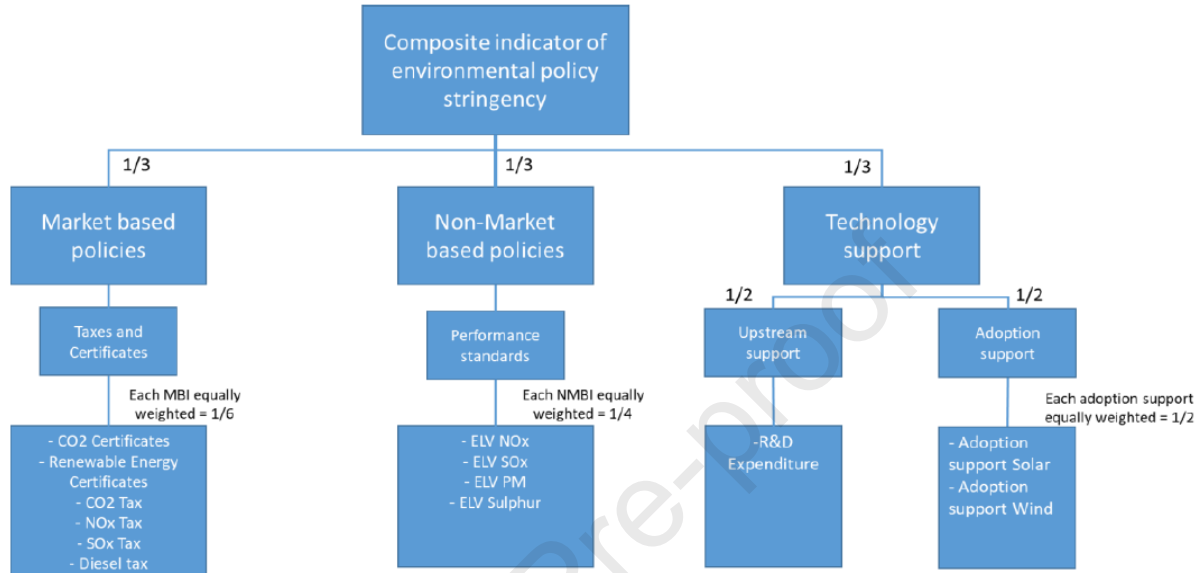 Composite indicator of
environmental policy
stringency
1/3
1/3
1/3
Market based
policies
Non-Market
based policies
Technology
support
1/2
1/2
Taxes and
Certificates
Performance
standards
Upstream
support
Adoption
support
Each MBI equally
weighted = 1/6
Each NMBI equally
weighted = 1/4
Each adoption support
equally weighted = 1/2
- CO2 Certificates
- Renewable Energy
Certificates
- CO2 Tax
- NOx Tax
- SOx Tax
- Diesel tax
- ELV NOx
- ELV SOx
- ELV PM
- ELV Sulphur
-R&D
Expenditure
- Adoption
support Solar
- Adoption
support Wind
Pre-proof